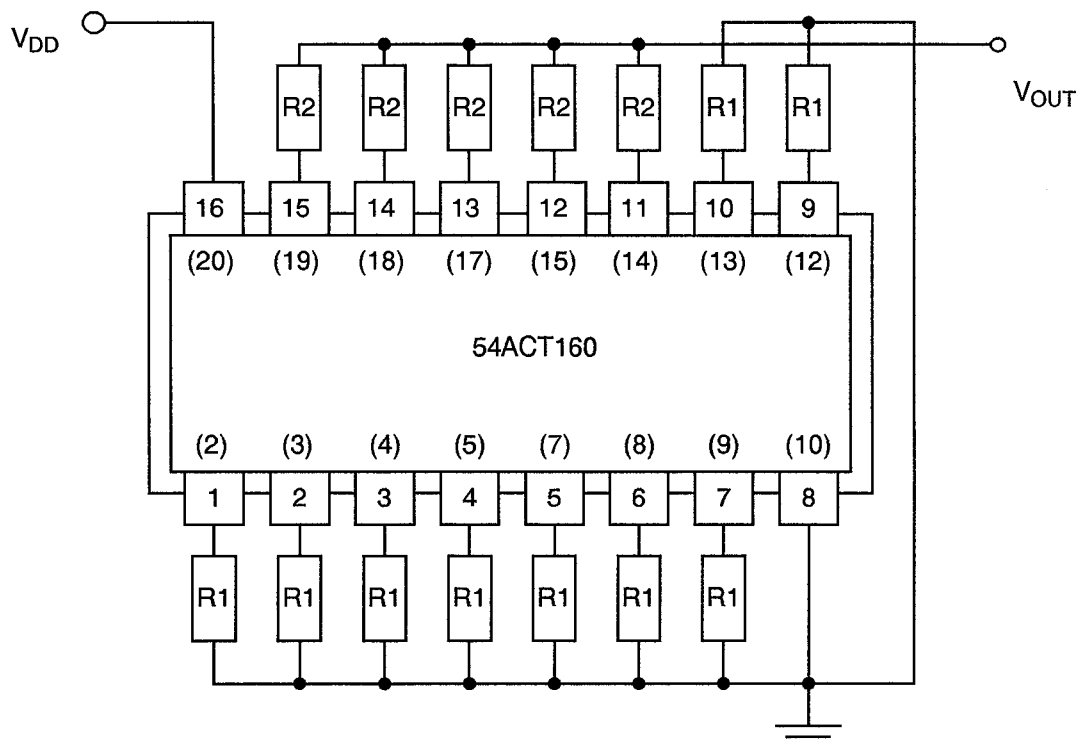 VDD
VOUT
R2 R2 R2 R2 R2 R1 R1
16 15 14 13 12 11 10 9
(20) (19) (18) (17) (15) (14) (13) (12)
54ACT160
(2) (3) (4) (5) (7) (8) (9) (10)
1 2 3 4 5 6 7 8
R1 R1 R1 R1 R1 R1 R1